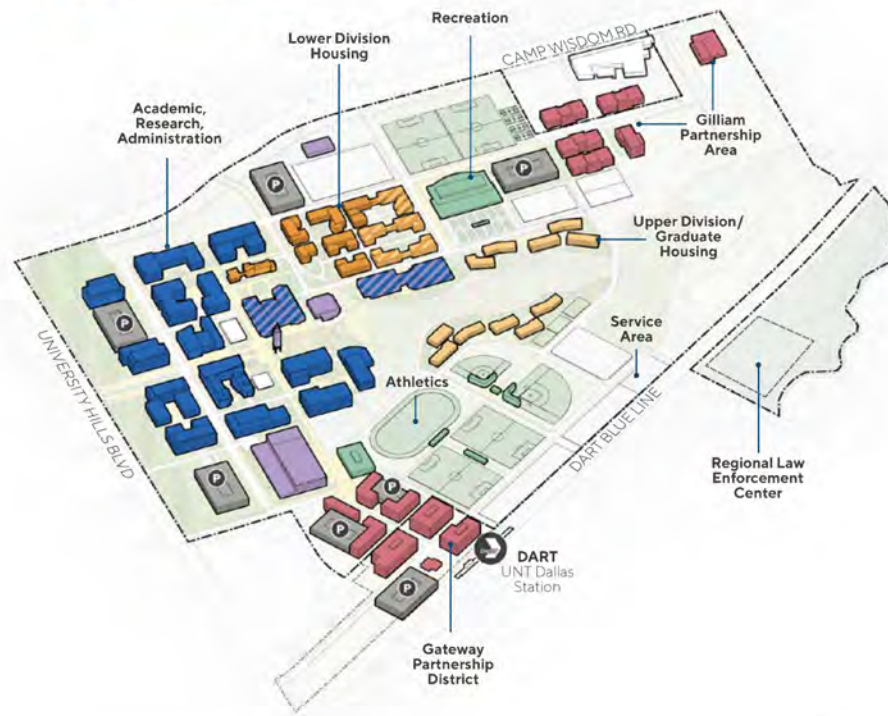 Recreation
Lower Division
Housing
CAMP WISDOM RD
Academic,
Research,
Administration
Gilliam
Partnership
Area
P
P
Upper Division/
Graduate
Housing
P
UNIVERSITY HILLS BLVD
Service
Area
Athletics
DART BLUE LINE
Regional Law
Enforcement
Center
P
P
P
DART
UNT Dallas
Station
P
Gateway
Partnership
District